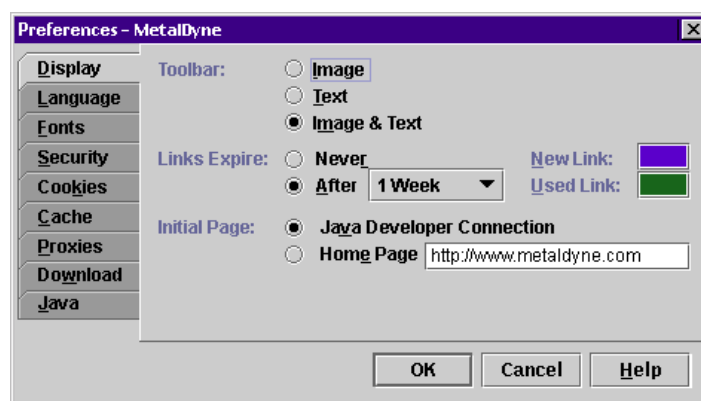 Preferences – MetalDyne
Display
Language
Fonts
Security
Cookies
Cache
Proxies
Download
Java
Toolbar:
Image
Text
Image & Text
Links Expire:
Never
After 1 Week
New Link:
Used Link:
Initial Page:
Java Developer Connection
Home Page http://www.metaldyne.com
OK Cancel Help